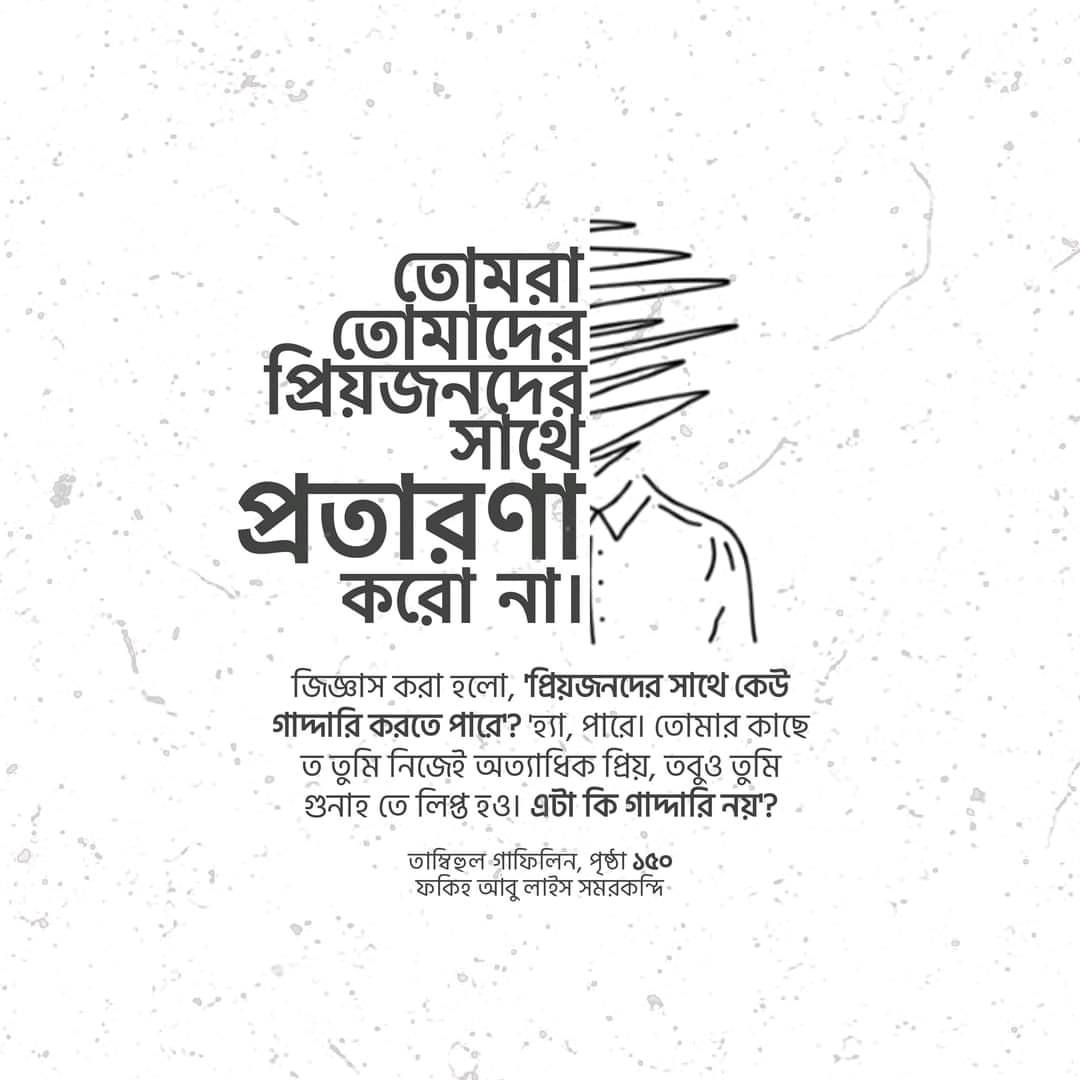 তোমরা
তোমাদের
প্রিয়জনদের
সাথে
প্রতারণা
করো না।
জিজ্ঞাস করা হলো, 'প্রিয়জনদের সাথে কেউ
গাদ্দারি করতে পারে'? 'হ্যা, পারে। তোমার কাছে
ত তুমি নিজেই অত্যাধিক প্রিয়, তবুও তুমি
গুনাহ তে লিপ্ত হও। এটা কি গাদ্দারি নয়'?
তাম্বিহুল গাফিলিন, পৃষ্ঠা ১৫০
ফকিহ আবু লাইস সমরকন্দি